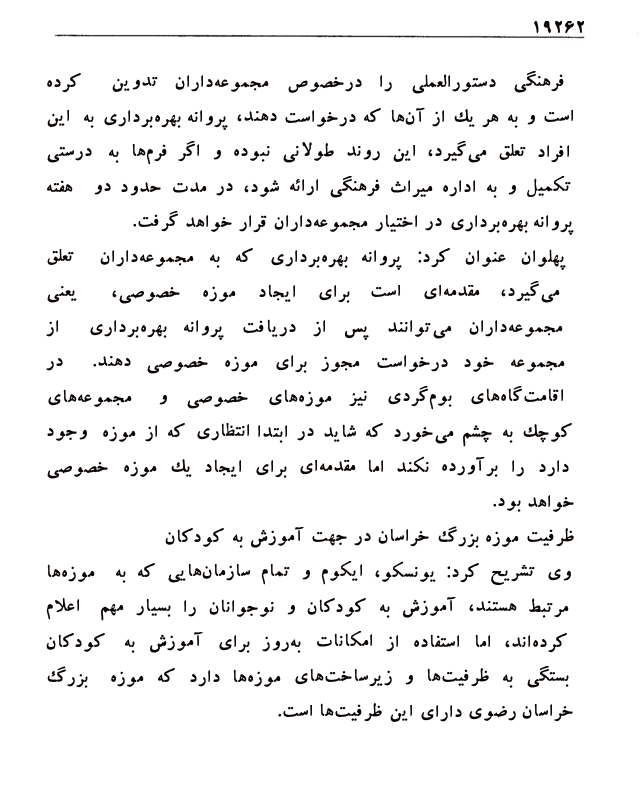 ۱۹۲۶۲
فرهنگی دستورالعملی را درخصوص مجموعه‌داران تدوین کرده
است و به هر یك از آن‌ها که درخواست دهند، پروانه بهره‌برداری به این
افراد تعلق می‌گیرد، این روند طولانی نبوده و اگر فرم‌ها به درستی
تکمیل و به اداره میراث فرهنگی ارائه شود، در مدت حدود دو هفته
پروانه بهره‌برداری در اختیار مجموعه‌داران قرار خواهد گرفت.
پهلوان عنوان کرد: پروانه بهره‌برداری که به مجموعه‌داران تعلق
می‌گیرد، مقدمه‌ای است برای ایجاد موزه خصوصی، یعنی
مجموعه‌داران می‌توانند پس از دریافت پروانه بهره‌برداری از
مجموعه خود درخواست مجوز برای موزه خصوصی دهند. در
اقامت‌گاه‌های بوم‌گردی نیز موزه‌های خصوصی و مجموعه‌های
کوچك به چشم می‌خورد که شاید در ابتدا انتظاری که از موزه وجود
دارد را برآورده نکند اما مقدمه‌ای برای ایجاد یك موزه خصوصی
خواهد بود.
ظرفیت موزه بزرگ خراسان در جهت آموزش به کودکان
وی تشریح کرد: یونسکو، ایکوم و تمام سازمان‌هایی که به موزه‌ها
مرتبط هستند، آموزش به کودکان و نوجوانان را بسیار مهم اعلام
کرده‌اند، اما استفاده از امکانات به‌روز برای آموزش به کودکان
بستگی به ظرفیت‌ها و زیرساخت‌های موزه‌ها دارد که موزه بزرگ
خراسان رضوی دارای این ظرفیت‌ها است.